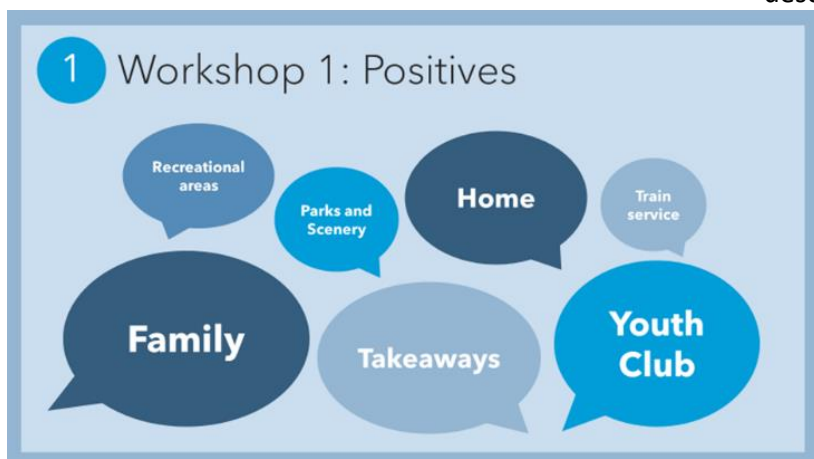 1 Workshop 1: Positives
Recreational
areas
Parks and
Scenery
Home
Train
service
Family
Takeaways
Youth
Club